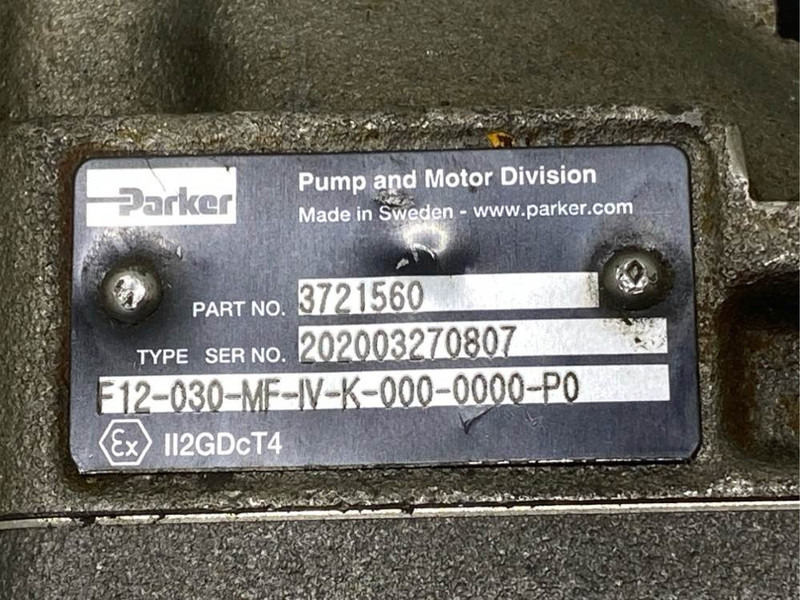 Parker
Pump and Motor Division
Made in Sweden - www.parker.com
PART NO. 3721560
TYPE SER NO. 202003270807
F12-030-MF-IV-K-000-0000-P0
Ex II2GDcT4